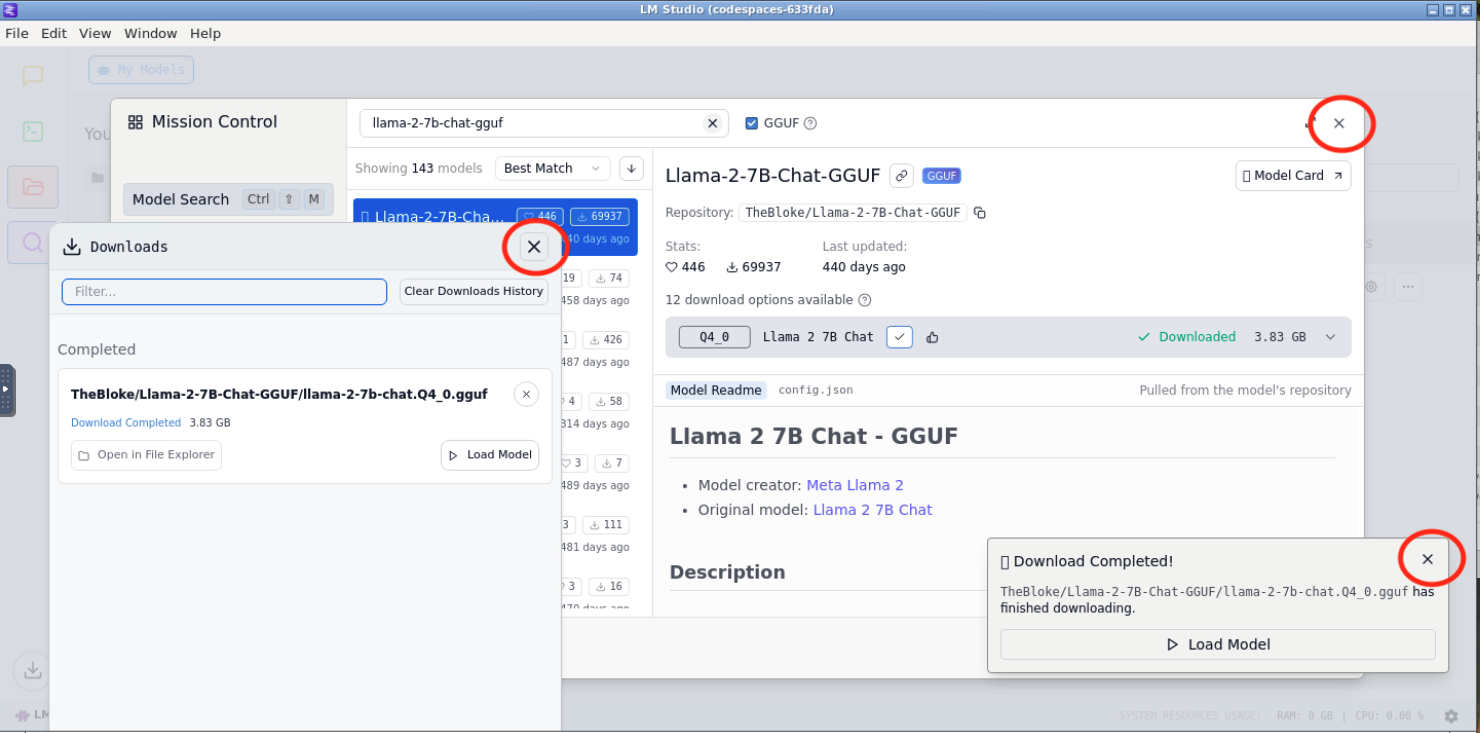 LM Studio (codespaces-633fda)
File Edit View Window Help
My Models
You
Mission Control
Model Search Ctrl ⇧ M
llama-2-7b-chat-gguf
GGUF
Showing 143 models Best Match
Llama-2-7B-Cha... 446 69937
40 days ago
19 74
458 days ago
1 426
487 days ago
4 58
314 days ago
3 7
489 days ago
3 111
481 days ago
3 16
470 days ago
Llama-2-7B-Chat-GGUF GGUF Model Card
Repository: TheBloke/Llama-2-7B-Chat-GGUF
Stats: Last updated:
446 69937 440 days ago
12 download options available
Q4_0 Llama 2 7B Chat Downloaded 3.83 GB
Model Readme config.json Pulled from the model's repository
Llama 2 7B Chat - GGUF
• Model creator: Meta Llama 2
• Original model: Llama 2 7B Chat
Description
Downloads
Filter...
Clear Downloads History
Completed
TheBloke/Llama-2-7B-Chat-GGUF/llama-2-7b-chat.Q4_0.gguf
Download Completed 3.83 GB
Open in File Explorer Load Model
Download Completed!
TheBloke/Llama-2-7B-Chat-GGUF/llama-2-7b-chat.Q4_0.gguf has
finished downloading.
Load Model
LM
SYSTEM RESOURCES USAGE: RAM: 0 GB | CPU: 0.00 %